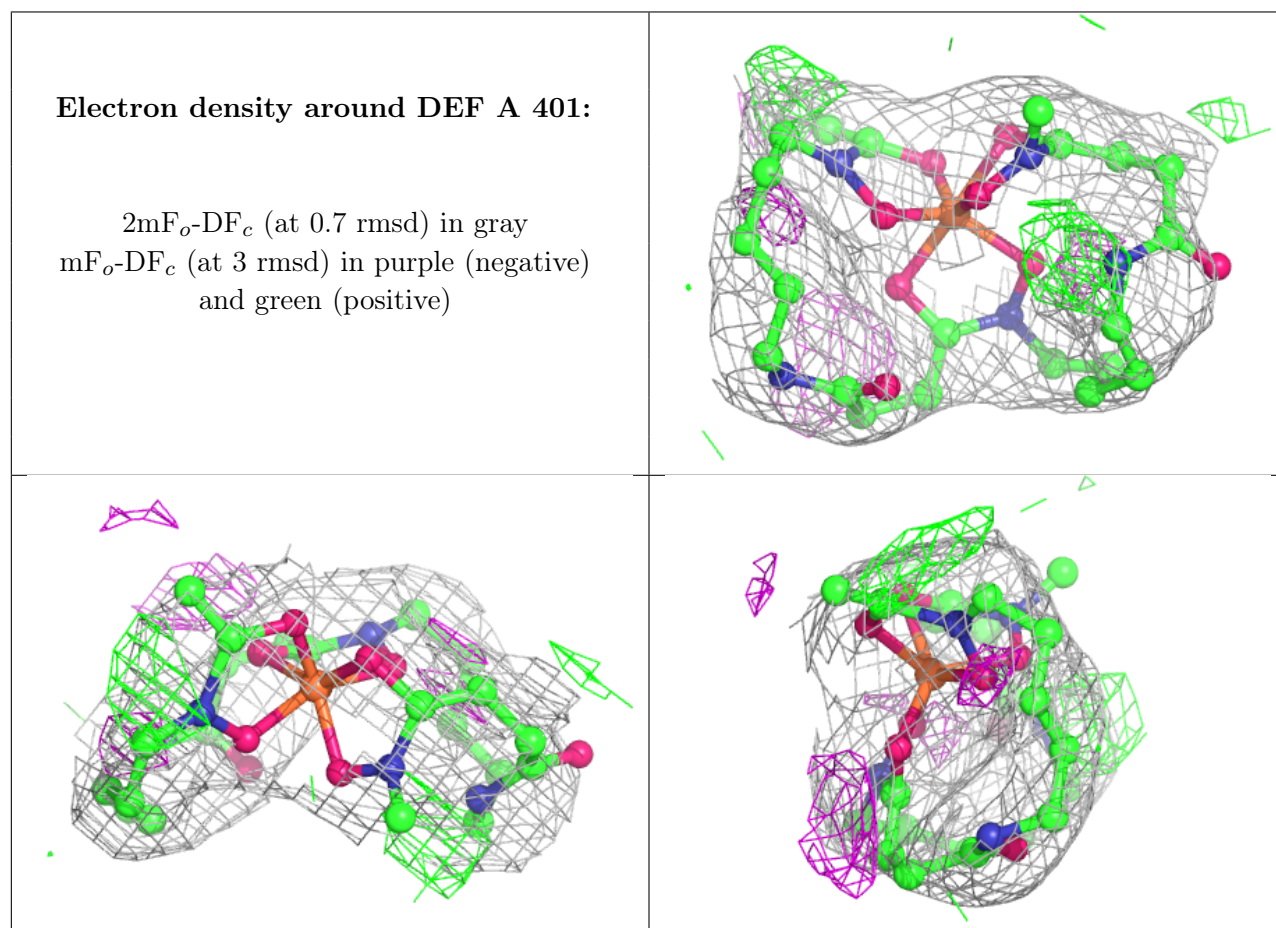 Electron density around DEF A 401:
2mFo-DFc (at 0.7 rmsd) in gray
mFo-DFc (at 3 rmsd) in purple (negative)
and green (positive)